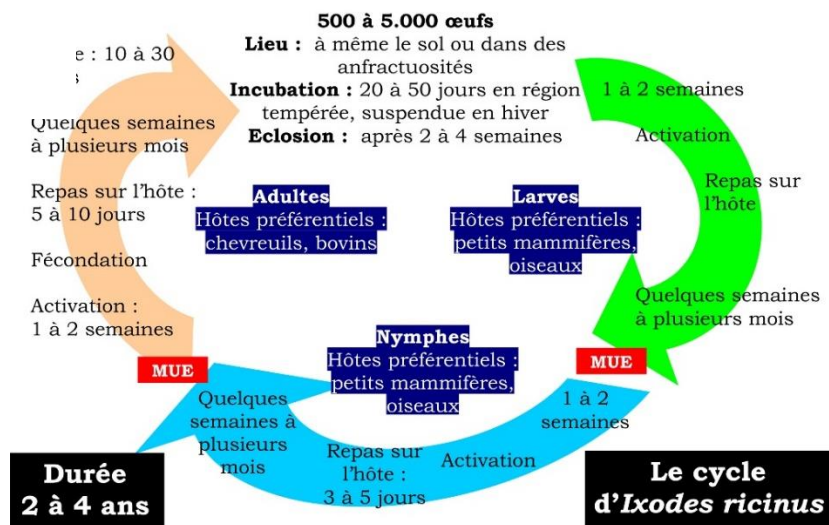 500 à 5.000 œufs
Lieu : à même le sol ou dans des
anfractuosités
Incubation : 20 à 50 jours en région
tempérée, suspendue en hiver
Eclosion : après 2 à 4 semaines
1 à 2 semaines
Activation
Repas sur
l'hôte
Quelques semaines
à plusieurs mois
Larves
Hôtes préférentiels :
petits mammifères,
oiseaux
MUE
1 à 2
semaines
Activation
Repas sur
l'hôte :
3 à 5 jours
Quelques
semaines à
plusieurs
mois
Nymphes
Hôtes préférentiels :
petits mammifères,
oiseaux
MUE
Activation :
1 à 2 semaines
Fécondation
Repas sur l'hôte :
5 à 10 jours
Quelques semaines
à plusieurs mois
: 10 à 30
Adultes
Hôtes préférentiels :
chevreuils, bovins
Durée
2 à 4 ans
Le cycle
d'Ixodes ricinus